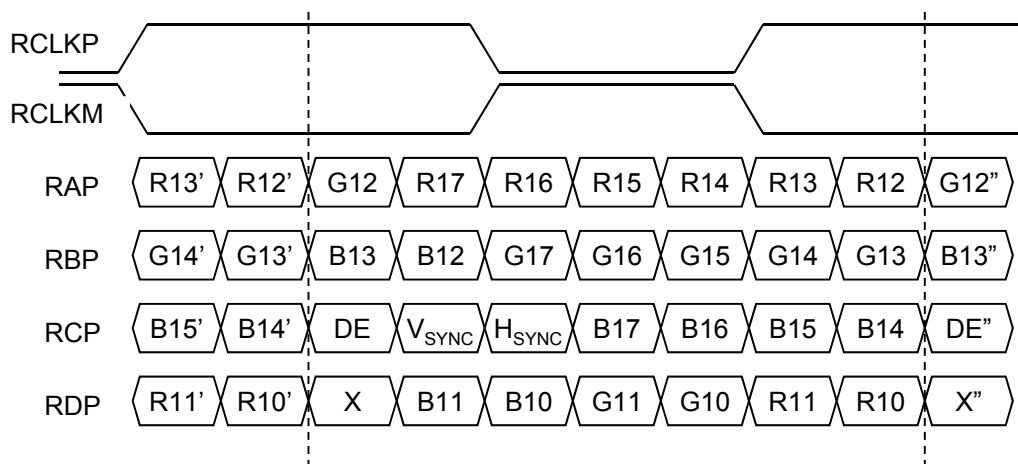 RCLKP
RCLKM
RAP R13’ R12’ G12 R17 R16 R15 R14 R13 R12 G12”
RBP G14’ G13’ B13 B12 G17 G16 G15 G14 G13 B13”
RCP B15’ B14’ DE VSYNC HSYNC B17 B16 B15 B14 DE”
RDP R11’ R10’ X B11 B10 G11 G10 R11 R10 X”